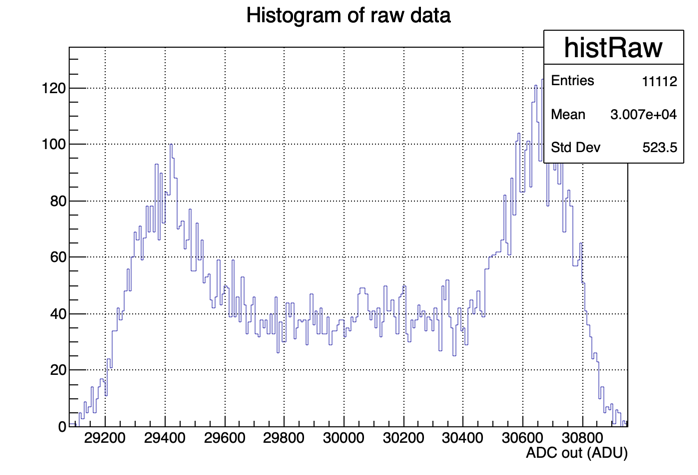 Histogram of raw data
histRaw
Entries 11112
Mean 3.007e+04
Std Dev 523.5
120
100
80
60
40
20
0
29200 29400 29600 29800 30000 30200 30400 30600 30800
ADC out (ADU)